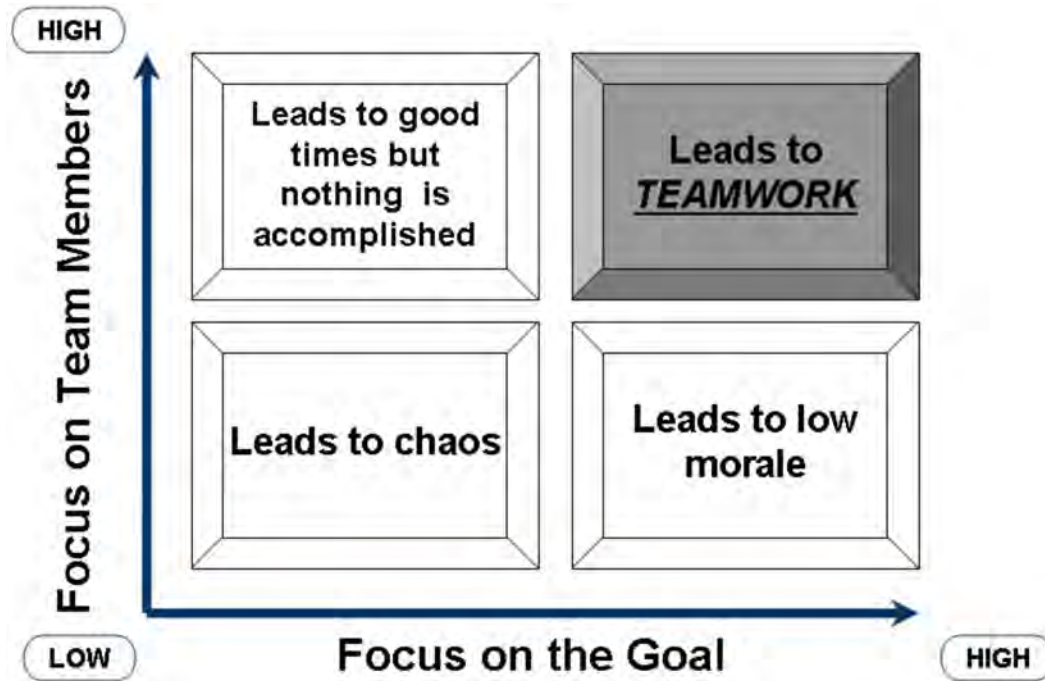 HIGH
Focus on Team Members
Leads to good
times but
nothing is
accomplished
Leads to
TEAMWORK
Leads to chaos
Leads to low
morale
LOW
Focus on the Goal
HIGH